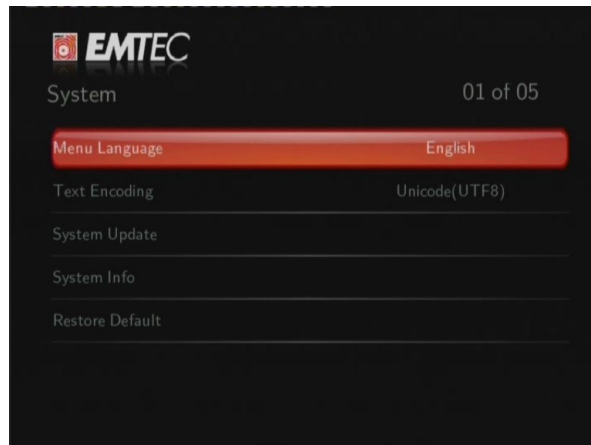 EMTEC
System 01 of 05
Menu Language English
Text Encoding Unicode(UTF8)
System Update
System Info
Restore Default